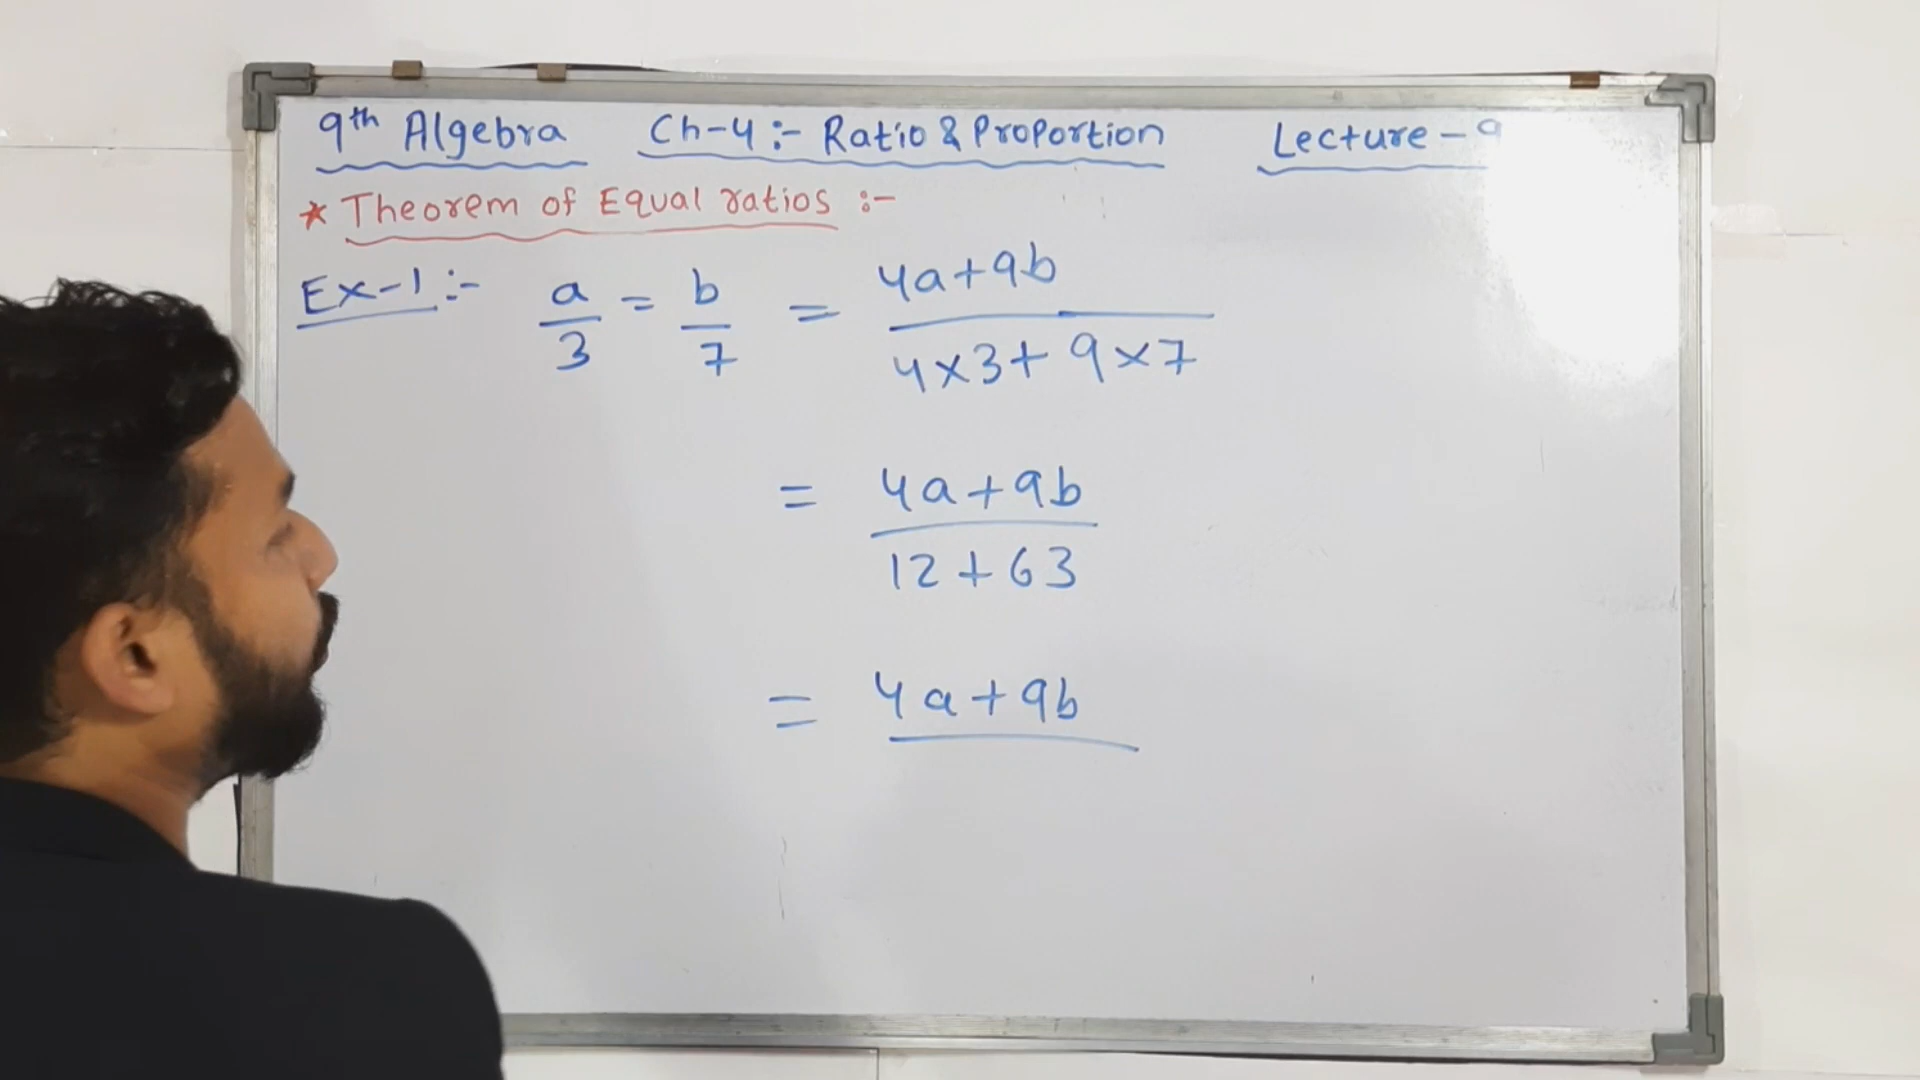 9th Algebra Ch-4:- Ratio & Proportion Lecture - 9
* Theorem of Equal ratios :-
Ex-1:- a/3 = b/7 = 4a+9b / 4×3+9×7
= 4a+9b / 12+63
= 4a+9b